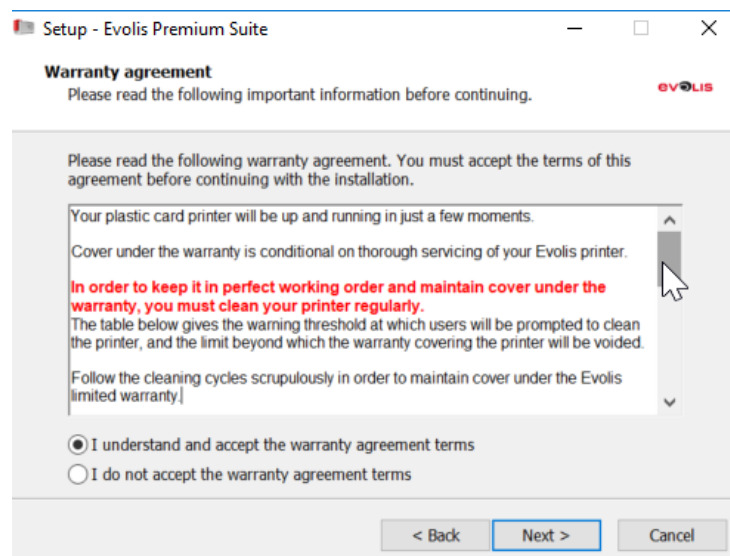 Setup - Evolis Premium Suite
Warranty agreement
Please read the following important information before continuing.
evolis
Please read the following warranty agreement. You must accept the terms of this
agreement before continuing with the installation.
Your plastic card printer will be up and running in just a few moments.
Cover under the warranty is conditional on thorough servicing of your Evolis printer.
In order to keep it in perfect working order and maintain cover under the
warranty, you must clean your printer regularly.
The table below gives the warning threshold at which users will be prompted to clean
the printer, and the limit beyond which the warranty covering the printer will be voided.
Follow the cleaning cycles scrupulously in order to maintain cover under the Evolis
limited warranty.
I understand and accept the warranty agreement terms
I do not accept the warranty agreement terms
< Back Next > Cancel